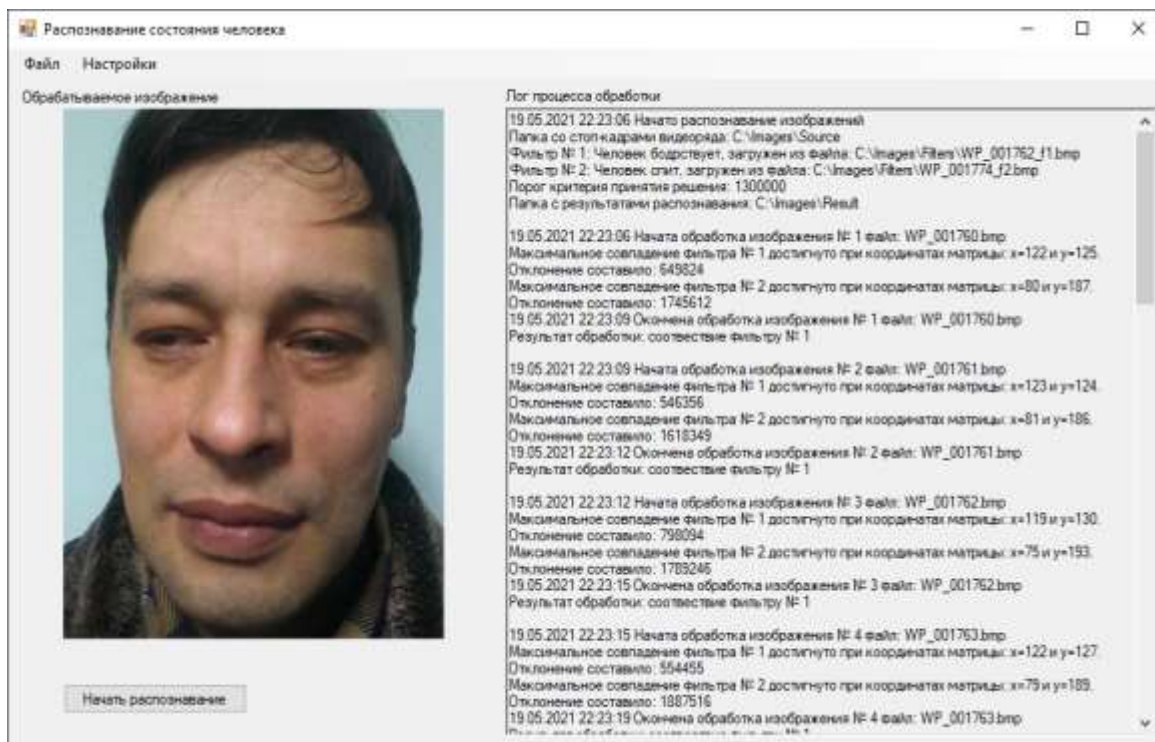 Распознавание состояния человека
Файл Настройки
Обрабатываемое изображение
Начать распознавание
Лог процесса обработки
19.05.2021 22:23:06 Начато распознавание изображений
Папка со стоп-кадрами видеоряда: C:\Images\Source
Фильтр № 1: Человек бодрствует, загружен из файла: C:\Images\Filters\WP_001762_f1.bmp
Фильтр № 2: Человек спит, загружен из файла: C:\Images\Filters\WP_001774_f2.bmp
Порог критерия принятия решения: 1300000
Папка с результатами распознавания: C:\Images\Result
19.05.2021 22:23:06 Начата обработка изображения № 1 файл: WP_001760.bmp
Максимальное совпадение фильтра № 1 достигнуто при координатах матрицы: x=122 и y=125.
Отклонение составило: 649824
Максимальное совпадение фильтра № 2 достигнуто при координатах матрицы: x=80 и y=187.
Отклонение составило: 1745612
19.05.2021 22:23:09 Окончена обработка изображения № 1 файл: WP_001760.bmp
Результат обработки: соотвествие фильтру № 1
19.05.2021 22:23:09 Начата обработка изображения № 2 файл: WP_001761.bmp
Максимальное совпадение фильтра № 1 достигнуто при координатах матрицы: x=123 и y=124.
Отклонение составило: 546356
Максимальное совпадение фильтра № 2 достигнуто при координатах матрицы: x=81 и y=186.
Отклонение составило: 1618349
19.05.2021 22:23:12 Окончена обработка изображения № 2 файл: WP_001761.bmp
Результат обработки: соотвествие фильтру № 1
19.05.2021 22:23:12 Начата обработка изображения № 3 файл: WP_001762.bmp
Максимальное совпадение фильтра № 1 достигнуто при координатах матрицы: x=119 и y=130.
Отклонение составило: 798094
Максимальное совпадение фильтра № 2 достигнуто при координатах матрицы: x=75 и y=193.
Отклонение составило: 1789246
19.05.2021 22:23:15 Окончена обработка изображения № 3 файл: WP_001762.bmp
Результат обработки: соотвествие фильтру № 1
19.05.2021 22:23:15 Начата обработка изображения № 4 файл: WP_001763.bmp
Максимальное совпадение фильтра № 1 достигнуто при координатах матрицы: x=122 и y=127.
Отклонение составило: 554455
Максимальное совпадение фильтра № 2 достигнуто при координатах матрицы: x=79 и y=189.
Отклонение составило: 1887516
19.05.2021 22:23:19 Окончена обработка изображения № 4 файл: WP_001763.bmp